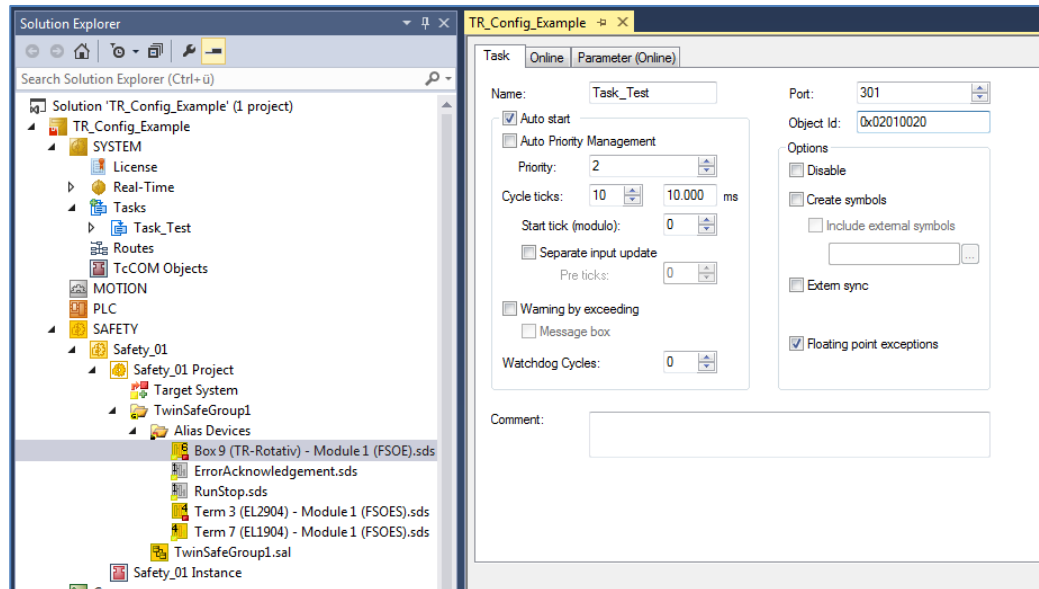 Solution Explorer
Search Solution Explorer (Ctrl+ü)
Solution 'TR_Config_Example' (1 project)
TR_Config_Example
SYSTEM
License
Real-Time
Tasks
Task_Test
Routes
TcCOM Objects
MOTION
PLC
SAFETY
Safety_01
Safety_01 Project
Target System
TwinSafeGroup1
Alias Devices
Box 9 (TR-Rotativ) - Module 1 (FSOE).sds
ErrorAcknowledgement.sds
RunStop.sds
Term 3 (EL2904) - Module 1 (FSOES).sds
Term 7 (EL1904) - Module 1 (FSOES).sds
TwinSafeGroup1.sal
Safety_01 Instance
TR_Config_Example
Task Online Parameter (Online)
Name: Task_Test
Auto start
Auto Priority Management
Priority: 2
Cycle ticks: 10 10.000 ms
Start tick (modulo): 0
Separate input update
Pre ticks: 0
Warning by exceeding
Message box
Watchdog Cycles: 0
Port: 301
Object Id: 0x02010020
Options
Disable
Create symbols
Include external symbols
...
Extern sync
Floating point exceptions
Comment: